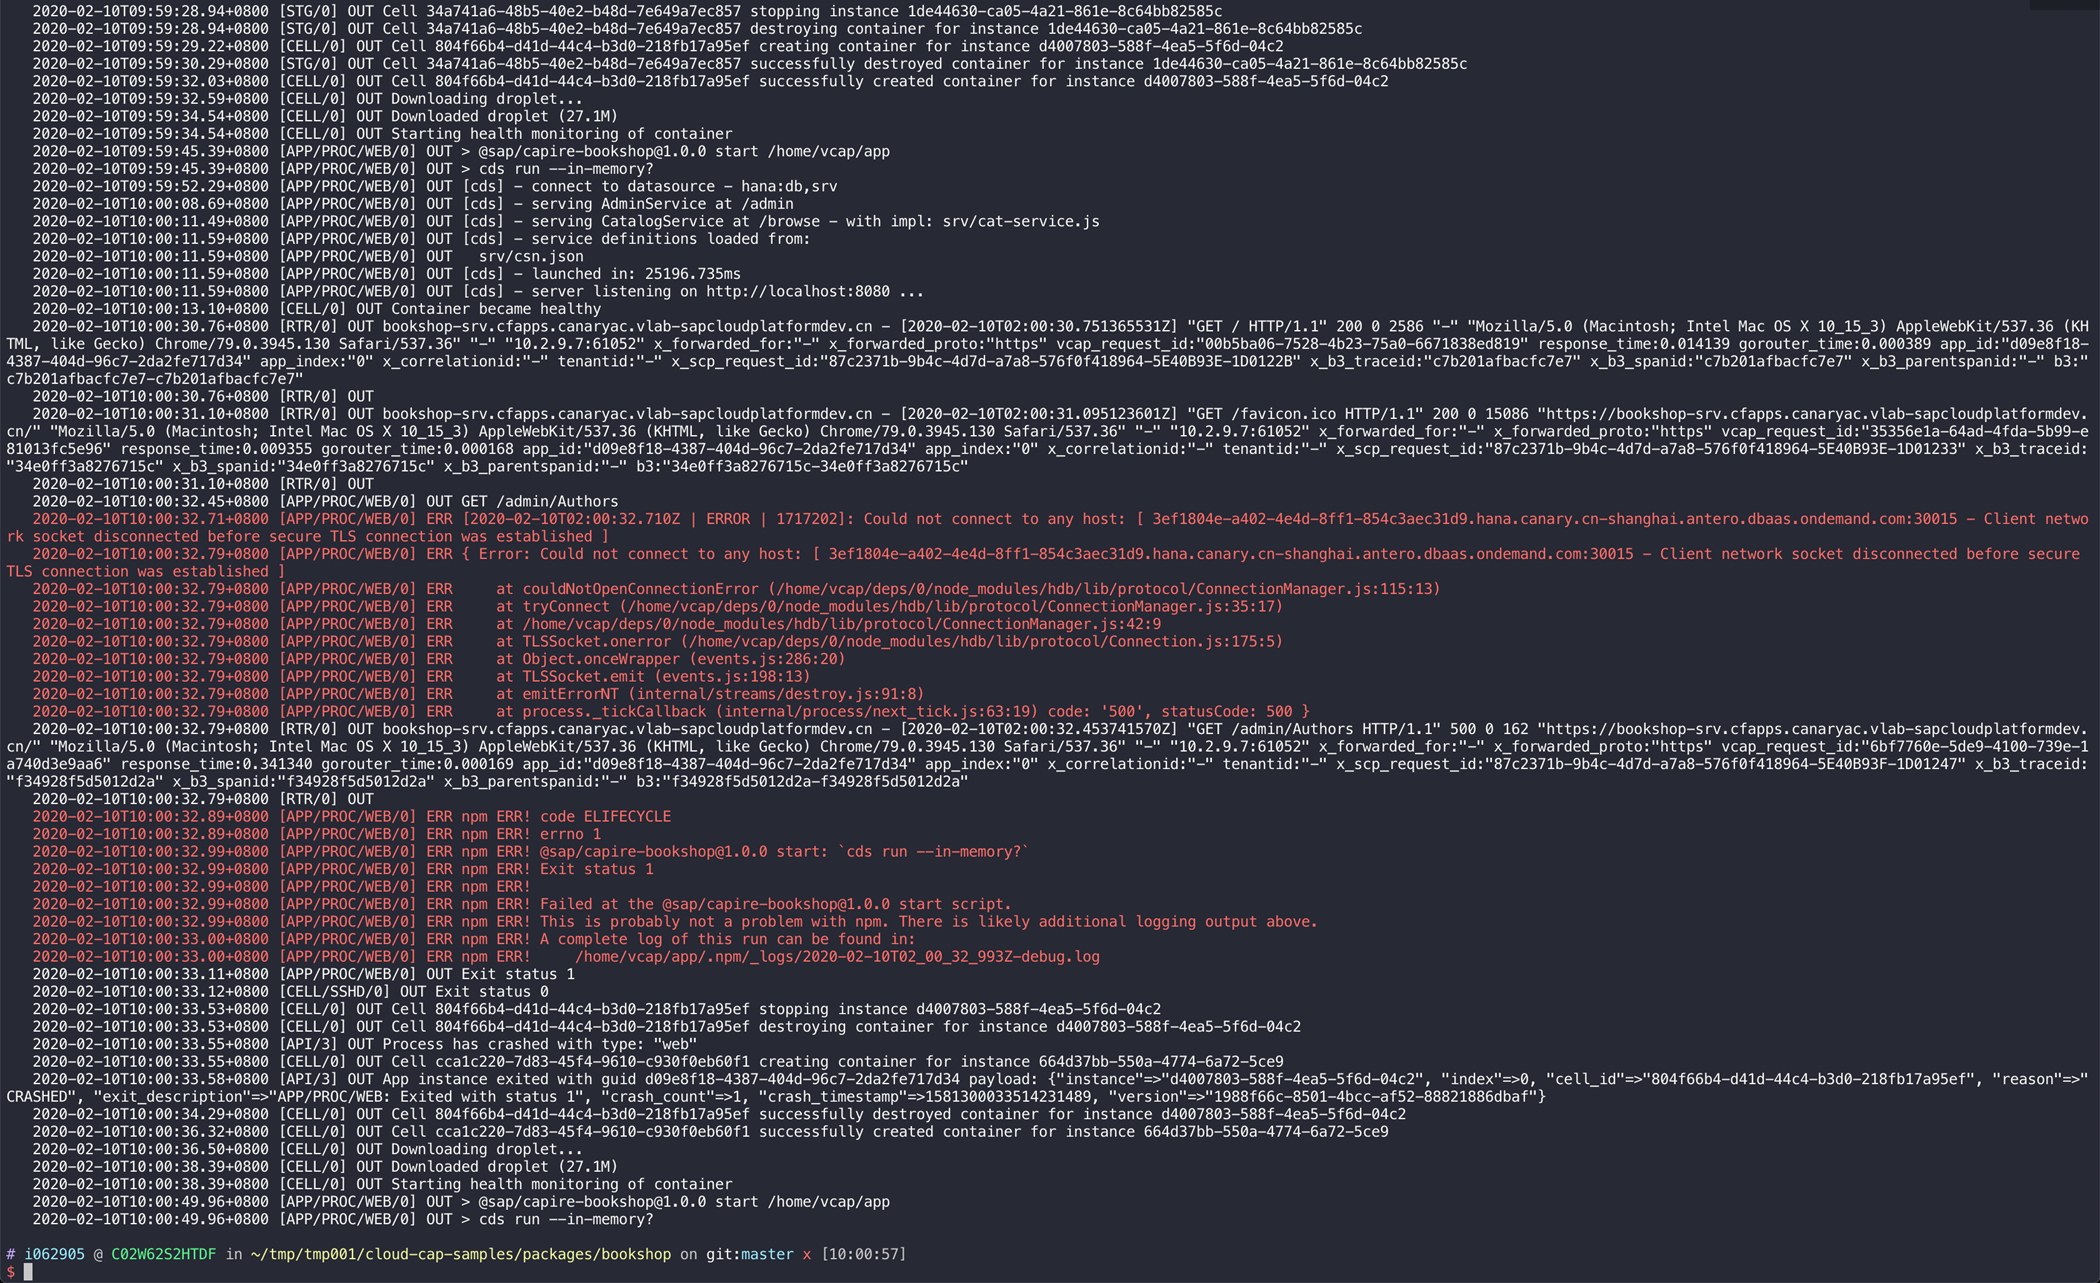 2020-02-10T09:59:28.94+0800 [STG/0] OUT Cell 34a741a6-48b5-40e2-b48d-7e649a7ec857 stopping instance 1de44630-ca05-4a21-861e-8c64bb82585c
2020-02-10T09:59:28.94+0800 [STG/0] OUT Cell 34a741a6-48b5-40e2-b48d-7e649a7ec857 destroying container for instance 1de44630-ca05-4a21-861e-8c64bb82585c
2020-02-10T09:59:29.22+0800 [CELL/0] OUT Cell 804f66b4-d41d-44c4-b3d0-218fb17a95ef creating container for instance d4007803-588f-4ea5-5f6d-04c2
2020-02-10T09:59:30.29+0800 [STG/0] OUT Cell 34a741a6-48b5-40e2-b48d-7e649a7ec857 successfully destroyed container for instance 1de44630-ca05-4a21-861e-8c64bb82585c
2020-02-10T09:59:32.03+0800 [CELL/0] OUT Cell 804f66b4-d41d-44c4-b3d0-218fb17a95ef successfully created container for instance d4007803-588f-4ea5-5f6d-04c2
2020-02-10T09:59:32.59+0800 [CELL/0] OUT Downloading droplet...
2020-02-10T09:59:34.54+0800 [CELL/0] OUT Downloaded droplet (27.1M)
2020-02-10T09:59:34.54+0800 [CELL/0] OUT Starting health monitoring of container
2020-02-10T09:59:45.39+0800 [APP/PROC/WEB/0] OUT > @sap/capire-bookshop@1.0.0 start /home/vcap/app
2020-02-10T09:59:45.39+0800 [APP/PROC/WEB/0] OUT > cds run --in-memory?
2020-02-10T09:59:52.29+0800 [APP/PROC/WEB/0] OUT [cds] - connect to datasource - hana:db,srv
2020-02-10T10:00:08.69+0800 [APP/PROC/WEB/0] OUT [cds] - serving AdminService at /admin
2020-02-10T10:00:11.49+0800 [APP/PROC/WEB/0] OUT [cds] - serving CatalogService at /browse - with impl: srv/cat-service.js
2020-02-10T10:00:11.59+0800 [APP/PROC/WEB/0] OUT [cds] - service definitions loaded from:
2020-02-10T10:00:11.59+0800 [APP/PROC/WEB/0] OUT   srv/csn.json
2020-02-10T10:00:11.59+0800 [APP/PROC/WEB/0] OUT [cds] - launched in: 25196.735ms
2020-02-10T10:00:11.59+0800 [APP/PROC/WEB/0] OUT [cds] - server listening on http://localhost:8080 ...
2020-02-10T10:00:13.10+0800 [CELL/0] OUT Container became healthy
2020-02-10T10:00:30.76+0800 [RTR/0] OUT bookshop-srv.cfapps.canaryac.vlab-sapcloudplatformdev.cn - [2020-02-10T02:00:30.751365531Z] "GET / HTTP/1.1" 200 0 2586 "-" "Mozilla/5.0 (Macintosh; Intel Mac OS X 10_15_3) AppleWebKit/537.36 (KH
TML, like Gecko) Chrome/79.0.3945.130 Safari/537.36" "-" "10.2.9.7:61052" x_forwarded_for:"-" x_forwarded_proto:"https" vcap_request_id:"00b5ba06-7528-4b23-75a0-6671838ed819" response_time:0.014139 gorouter_time:0.000389 app_id:"d09e8f18-
4387-404d-96c7-2da2fe717d34" app_index:"0" x_correlationid:"-" tenantid:"-" x_scp_request_id:"87c2371b-9b4c-4d7d-a7a8-576f0f418964-5E40B93E-1D0122B" x_b3_traceid:"c7b201afbacfc7e7" x_b3_spanid:"c7b201afbacfc7e7" x_b3_parentspanid:"-" b3:"
c7b201afbacfc7e7-c7b201afbacfc7e7"
2020-02-10T10:00:30.76+0800 [RTR/0] OUT
2020-02-10T10:00:31.10+0800 [RTR/0] OUT bookshop-srv.cfapps.canaryac.vlab-sapcloudplatformdev.cn - [2020-02-10T02:00:31.095123601Z] "GET /favicon.ico HTTP/1.1" 200 0 15086 "https://bookshop-srv.cfapps.canaryac.vlab-sapcloudplatformdev.
cn/" "Mozilla/5.0 (Macintosh; Intel Mac OS X 10_15_3) AppleWebKit/537.36 (KHTML, like Gecko) Chrome/79.0.3945.130 Safari/537.36" "-" "10.2.9.7:61052" x_forwarded_for:"-" x_forwarded_proto:"https" vcap_request_id:"35356e1a-64ad-4fda-5b99-e
81013fc5e96" response_time:0.009355 gorouter_time:0.000168 app_id:"d09e8f18-4387-404d-96c7-2da2fe717d34" app_index:"0" x_correlationid:"-" tenantid:"-" x_scp_request_id:"87c2371b-9b4c-4d7d-a7a8-576f0f418964-5E40B93E-1D01233" x_b3_traceid:
"34e0ff3a8276715c" x_b3_spanid:"34e0ff3a8276715c" x_b3_parentspanid:"-" b3:"34e0ff3a8276715c-34e0ff3a8276715c"
2020-02-10T10:00:31.10+0800 [RTR/0] OUT
2020-02-10T10:00:32.45+0800 [APP/PROC/WEB/0] OUT GET /admin/Authors
2020-02-10T10:00:32.71+0800 [APP/PROC/WEB/0] ERR [2020-02-10T02:00:32.710Z | ERROR | 1717202]: Could not connect to any host: [ 3ef1804e-a402-4e4d-8ff1-854c3aec31d9.hana.canary.cn-shanghai.antero.dbaas.ondemand.com:30015 - Client netwo
rk socket disconnected before secure TLS connection was established ]
2020-02-10T10:00:32.79+0800 [APP/PROC/WEB/0] ERR { Error: Could not connect to any host: [ 3ef1804e-a402-4e4d-8ff1-854c3aec31d9.hana.canary.cn-shanghai.antero.dbaas.ondemand.com:30015 - Client network socket disconnected before secure
TLS connection was established ]
2020-02-10T10:00:32.79+0800 [APP/PROC/WEB/0] ERR     at couldNotOpenConnectionError (/home/vcap/deps/0/node_modules/hdb/lib/protocol/ConnectionManager.js:115:13)
2020-02-10T10:00:32.79+0800 [APP/PROC/WEB/0] ERR     at tryConnect (/home/vcap/deps/0/node_modules/hdb/lib/protocol/ConnectionManager.js:35:17)
2020-02-10T10:00:32.79+0800 [APP/PROC/WEB/0] ERR     at /home/vcap/deps/0/node_modules/hdb/lib/protocol/ConnectionManager.js:42:9
2020-02-10T10:00:32.79+0800 [APP/PROC/WEB/0] ERR     at TLSSocket.onerror (/home/vcap/deps/0/node_modules/hdb/lib/protocol/Connection.js:175:5)
2020-02-10T10:00:32.79+0800 [APP/PROC/WEB/0] ERR     at Object.onceWrapper (events.js:286:20)
2020-02-10T10:00:32.79+0800 [APP/PROC/WEB/0] ERR     at TLSSocket.emit (events.js:198:13)
2020-02-10T10:00:32.79+0800 [APP/PROC/WEB/0] ERR     at emitErrorNT (internal/streams/destroy.js:91:8)
2020-02-10T10:00:32.79+0800 [APP/PROC/WEB/0] ERR     at process._tickCallback (internal/process/next_tick.js:63:19) code: '500', statusCode: 500 }
2020-02-10T10:00:32.79+0800 [RTR/0] OUT bookshop-srv.cfapps.canaryac.vlab-sapcloudplatformdev.cn - [2020-02-10T02:00:32.453741570Z] "GET /admin/Authors HTTP/1.1" 500 0 162 "https://bookshop-srv.cfapps.canaryac.vlab-sapcloudplatformdev.
cn/" "Mozilla/5.0 (Macintosh; Intel Mac OS X 10_15_3) AppleWebKit/537.36 (KHTML, like Gecko) Chrome/79.0.3945.130 Safari/537.36" "-" "10.2.9.7:61052" x_forwarded_for:"-" x_forwarded_proto:"https" vcap_request_id:"6bf7760e-5de9-4100-739e-1
a740d3e9aa6" response_time:0.341340 gorouter_time:0.000169 app_id:"d09e8f18-4387-404d-96c7-2da2fe717d34" app_index:"0" x_correlationid:"-" tenantid:"-" x_scp_request_id:"87c2371b-9b4c-4d7d-a7a8-576f0f418964-5E40B93F-1D01247" x_b3_traceid:
"f34928f5d5012d2a" x_b3_spanid:"f34928f5d5012d2a" x_b3_parentspanid:"-" b3:"f34928f5d5012d2a-f34928f5d5012d2a"
2020-02-10T10:00:32.79+0800 [RTR/0] OUT
2020-02-10T10:00:32.89+0800 [APP/PROC/WEB/0] ERR npm ERR! code ELIFECYCLE
2020-02-10T10:00:32.89+0800 [APP/PROC/WEB/0] ERR npm ERR! errno 1
2020-02-10T10:00:32.99+0800 [APP/PROC/WEB/0] ERR npm ERR! @sap/capire-bookshop@1.0.0 start: `cds run --in-memory?`
2020-02-10T10:00:32.99+0800 [APP/PROC/WEB/0] ERR npm ERR! Exit status 1
2020-02-10T10:00:32.99+0800 [APP/PROC/WEB/0] ERR npm ERR!
2020-02-10T10:00:32.99+0800 [APP/PROC/WEB/0] ERR npm ERR! Failed at the @sap/capire-bookshop@1.0.0 start script.
2020-02-10T10:00:32.99+0800 [APP/PROC/WEB/0] ERR npm ERR! This is probably not a problem with npm. There is likely additional logging output above.
2020-02-10T10:00:33.00+0800 [APP/PROC/WEB/0] ERR npm ERR! A complete log of this run can be found in:
2020-02-10T10:00:33.00+0800 [APP/PROC/WEB/0] ERR npm ERR!     /home/vcap/app/.npm/_logs/2020-02-10T02_00_32_993Z-debug.log
2020-02-10T10:00:33.11+0800 [APP/PROC/WEB/0] OUT Exit status 1
2020-02-10T10:00:33.12+0800 [CELL/SSHD/0] OUT Exit status 0
2020-02-10T10:00:33.53+0800 [CELL/0] OUT Cell 804f66b4-d41d-44c4-b3d0-218fb17a95ef stopping instance d4007803-588f-4ea5-5f6d-04c2
2020-02-10T10:00:33.53+0800 [CELL/0] OUT Cell 804f66b4-d41d-44c4-b3d0-218fb17a95ef destroying container for instance d4007803-588f-4ea5-5f6d-04c2
2020-02-10T10:00:33.55+0800 [API/3] OUT Process has crashed with type: "web"
2020-02-10T10:00:33.55+0800 [CELL/0] OUT Cell cca1c220-7d83-45f4-9610-c930f0eb60f1 creating container for instance 664d37bb-550a-4774-6a72-5ce9
2020-02-10T10:00:33.58+0800 [API/3] OUT App instance exited with guid d09e8f18-4387-404d-96c7-2da2fe717d34 payload: {"instance"=>"d4007803-588f-4ea5-5f6d-04c2", "index"=>0, "cell_id"=>"804f66b4-d41d-44c4-b3d0-218fb17a95ef", "reason"=>"
CRASHED", "exit_description"=>"APP/PROC/WEB: Exited with status 1", "crash_count"=>1, "crash_timestamp"=>1581300033514231489, "version"=>"1988f66c-8501-4bcc-af52-88821886dbaf"}
2020-02-10T10:00:34.29+0800 [CELL/0] OUT Cell 804f66b4-d41d-44c4-b3d0-218fb17a95ef successfully destroyed container for instance d4007803-588f-4ea5-5f6d-04c2
2020-02-10T10:00:36.32+0800 [CELL/0] OUT Cell cca1c220-7d83-45f4-9610-c930f0eb60f1 successfully created container for instance 664d37bb-550a-4774-6a72-5ce9
2020-02-10T10:00:36.50+0800 [CELL/0] OUT Downloading droplet...
2020-02-10T10:00:38.39+0800 [CELL/0] OUT Downloaded droplet (27.1M)
2020-02-10T10:00:38.39+0800 [CELL/0] OUT Starting health monitoring of container
2020-02-10T10:00:49.96+0800 [APP/PROC/WEB/0] OUT > @sap/capire-bookshop@1.0.0 start /home/vcap/app
2020-02-10T10:00:49.96+0800 [APP/PROC/WEB/0] OUT > cds run --in-memory?
# i062905 @ C02W62S2HTDF in ~/tmp/tmp001/cloud-cap-samples/packages/bookshop on git:master x [10:00:57]
$